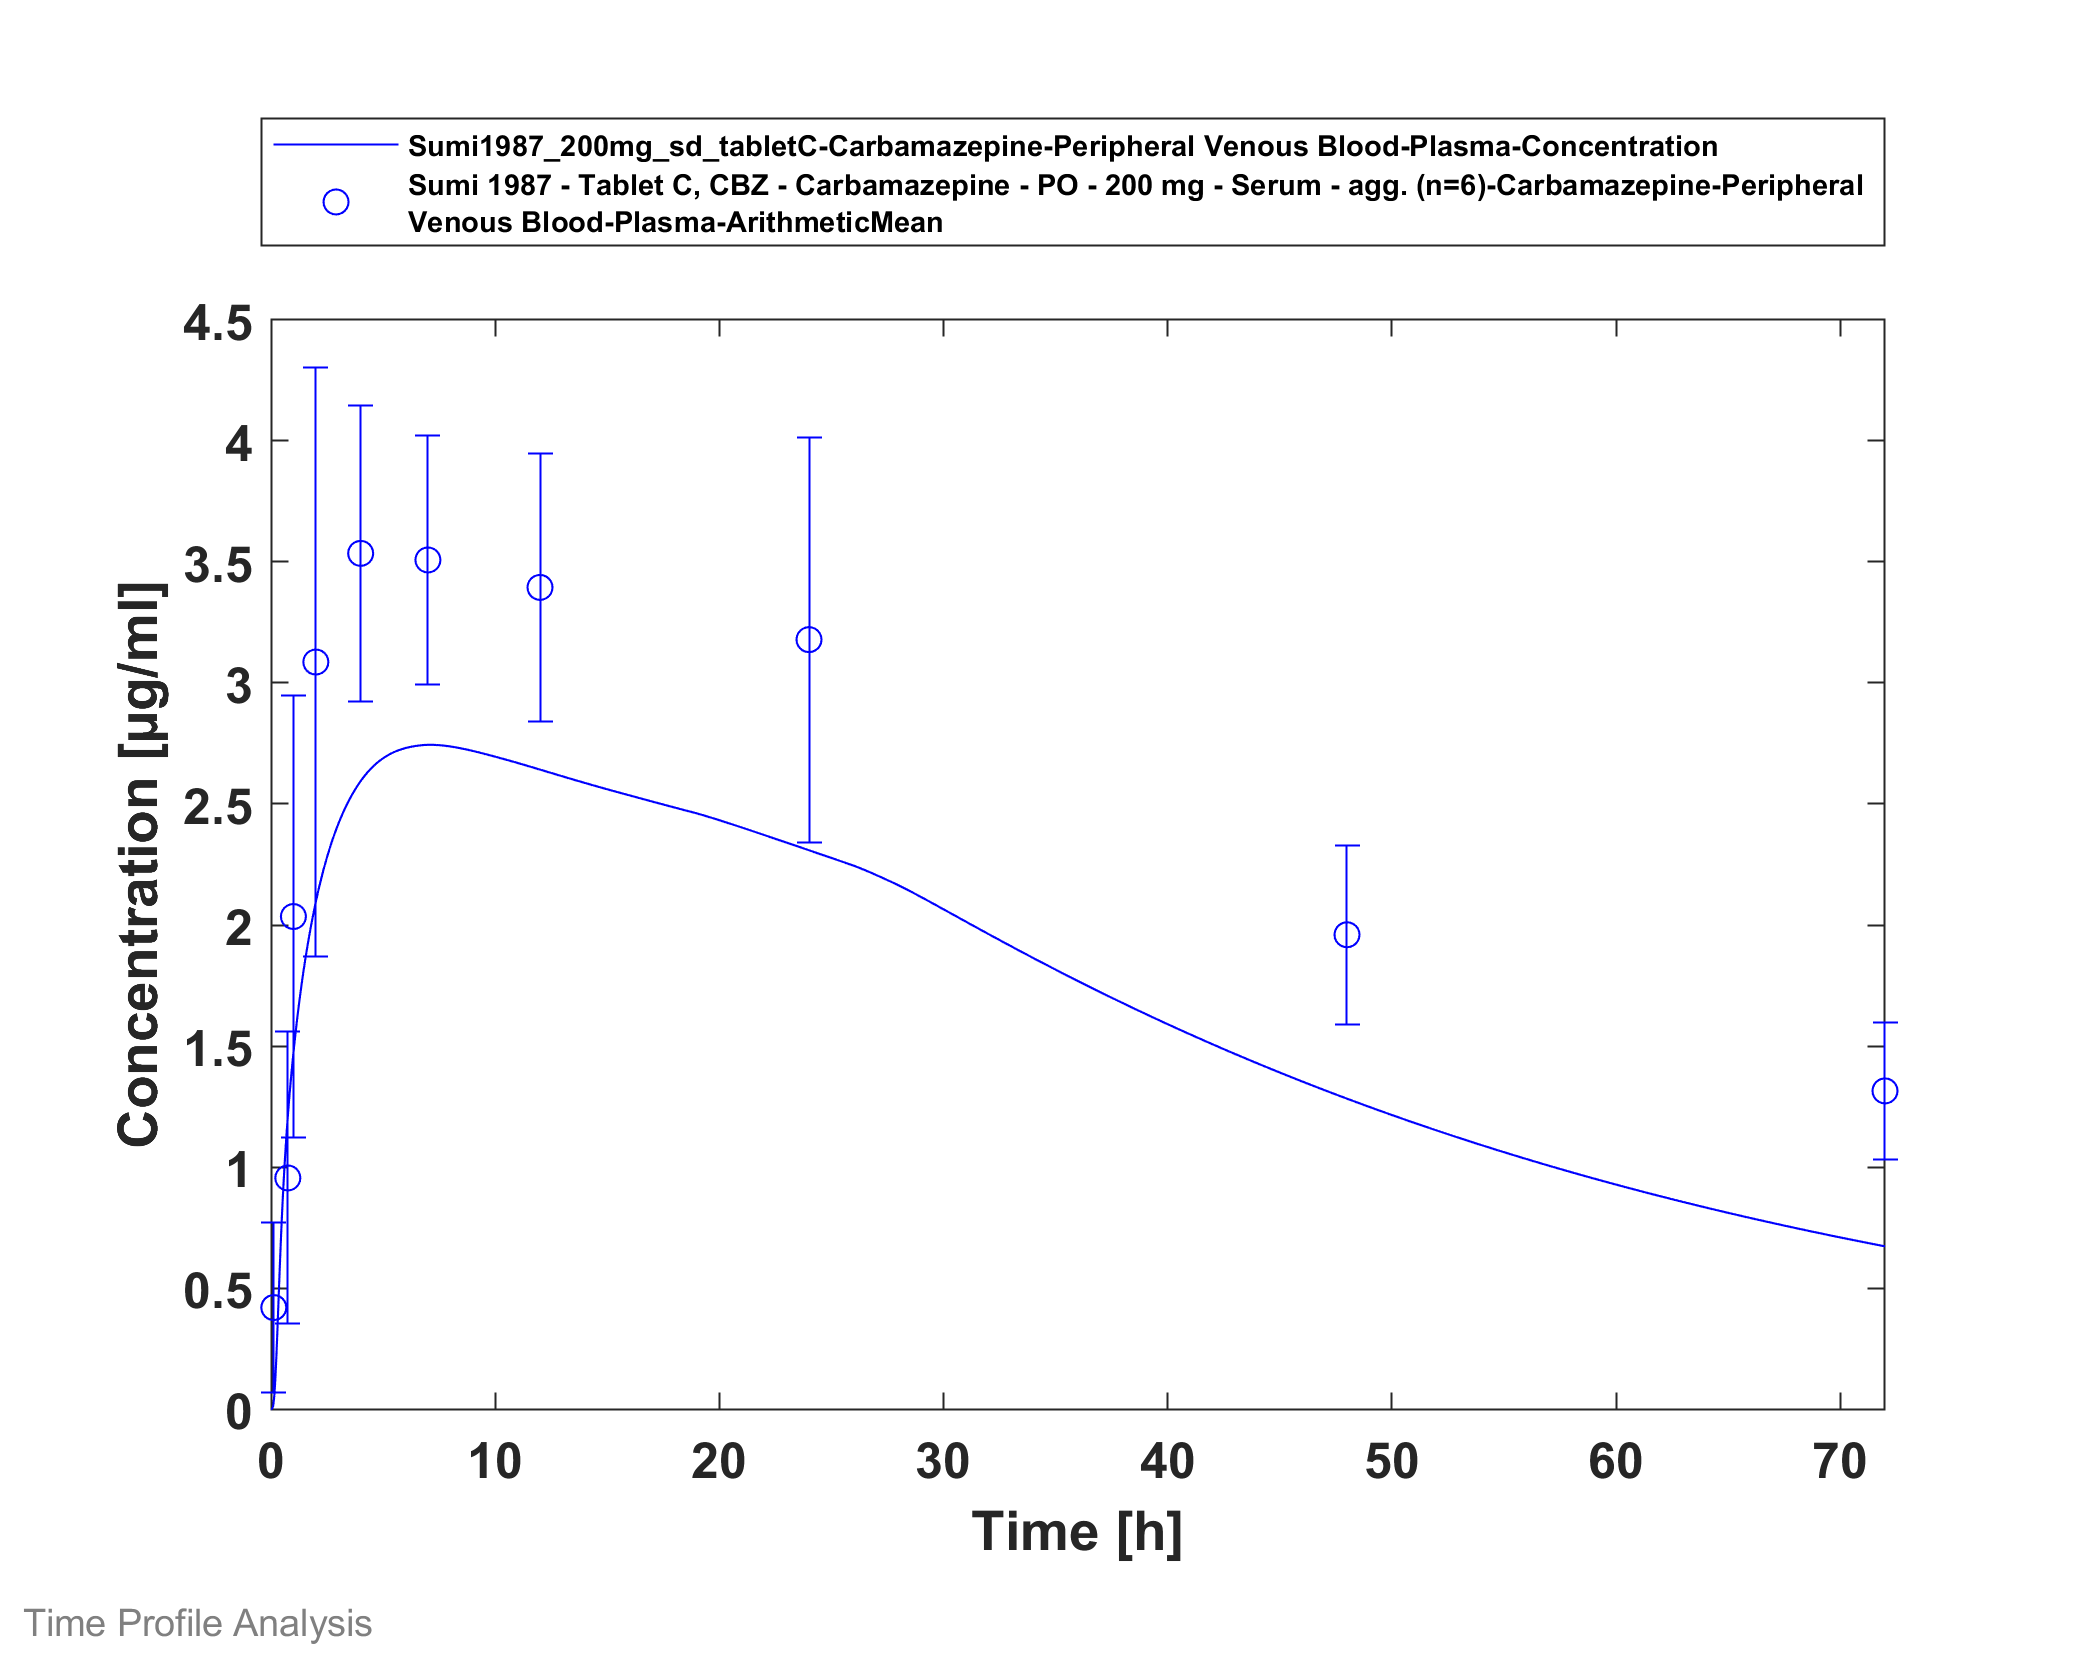 Sumi1987_200mg_sd_tabletC-Carbamazepine-Peripheral Venous Blood-Plasma-Concentration
Sumi 1987 - Tablet C, CBZ - Carbamazepine - PO - 200 mg - Serum - agg. (n=6)-Carbamazepine-Peripheral
Venous Blood-Plasma-ArithmeticMean
4.5
4
3.5
3
2.5
2
1.5
1
0.5
0
Concentration [µg/ml]
0 10 20 30 40 50 60 70
Time [h]
Time Profile Analysis